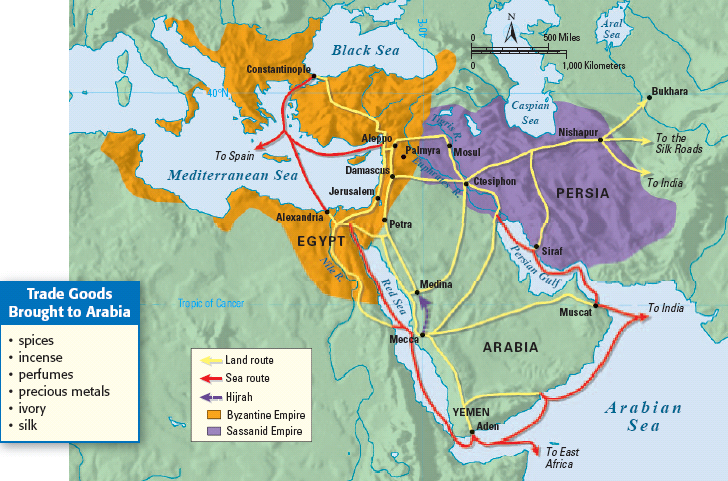 Black Sea
Aral
Sea
N
0
500 Miles
0
1,000 Kilometers
40°E
Constantinople
40°N
Caspian
Sea
Bukhara
Nishapur
To the
Silk Roads
To India
Aleppo
Tigris R.
Palmyra
Mosul
To Spain
Mediterranean Sea
Damascus
Euphrates R.
Ctesiphon
PERSIA
Jerusalem
Alexandria
EGYPT
Petra
Siraf
Persian Gulf
Nile R.
Red Sea
Medina
Tropic of Cancer
Muscat
To India
Mecca
ARABIA
Trade Goods
Brought to Arabia
• spices
• incense
• perfumes
• precious metals
• ivory
• silk
Land route
Sea route
Hijrah
Byzantine Empire
Sassanid Empire
YEMEN
Aden
Arabian
Sea
To East
Africa